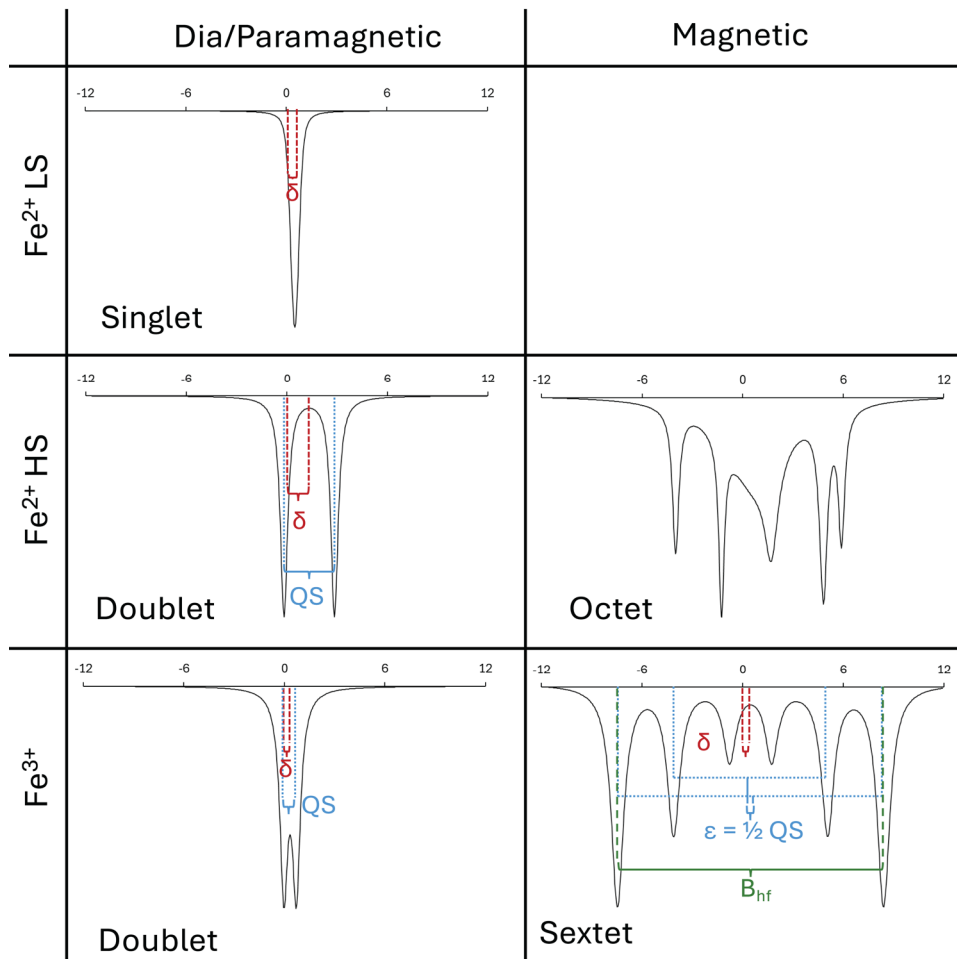 Dia/Paramagnetic
Magnetic
Fe²⁺ LS
-12 -6 0 6 12
δ
Singlet
Fe²⁺ HS
-12 -6 0 6 12
δ
QS
Doublet
-12 -6 0 6 12
Octet
Fe³⁺
-12 -6 0 6 12
δ
QS
Doublet
-12 -6 0 6 12
δ
ε = ½ QS
Bhf
Sextet